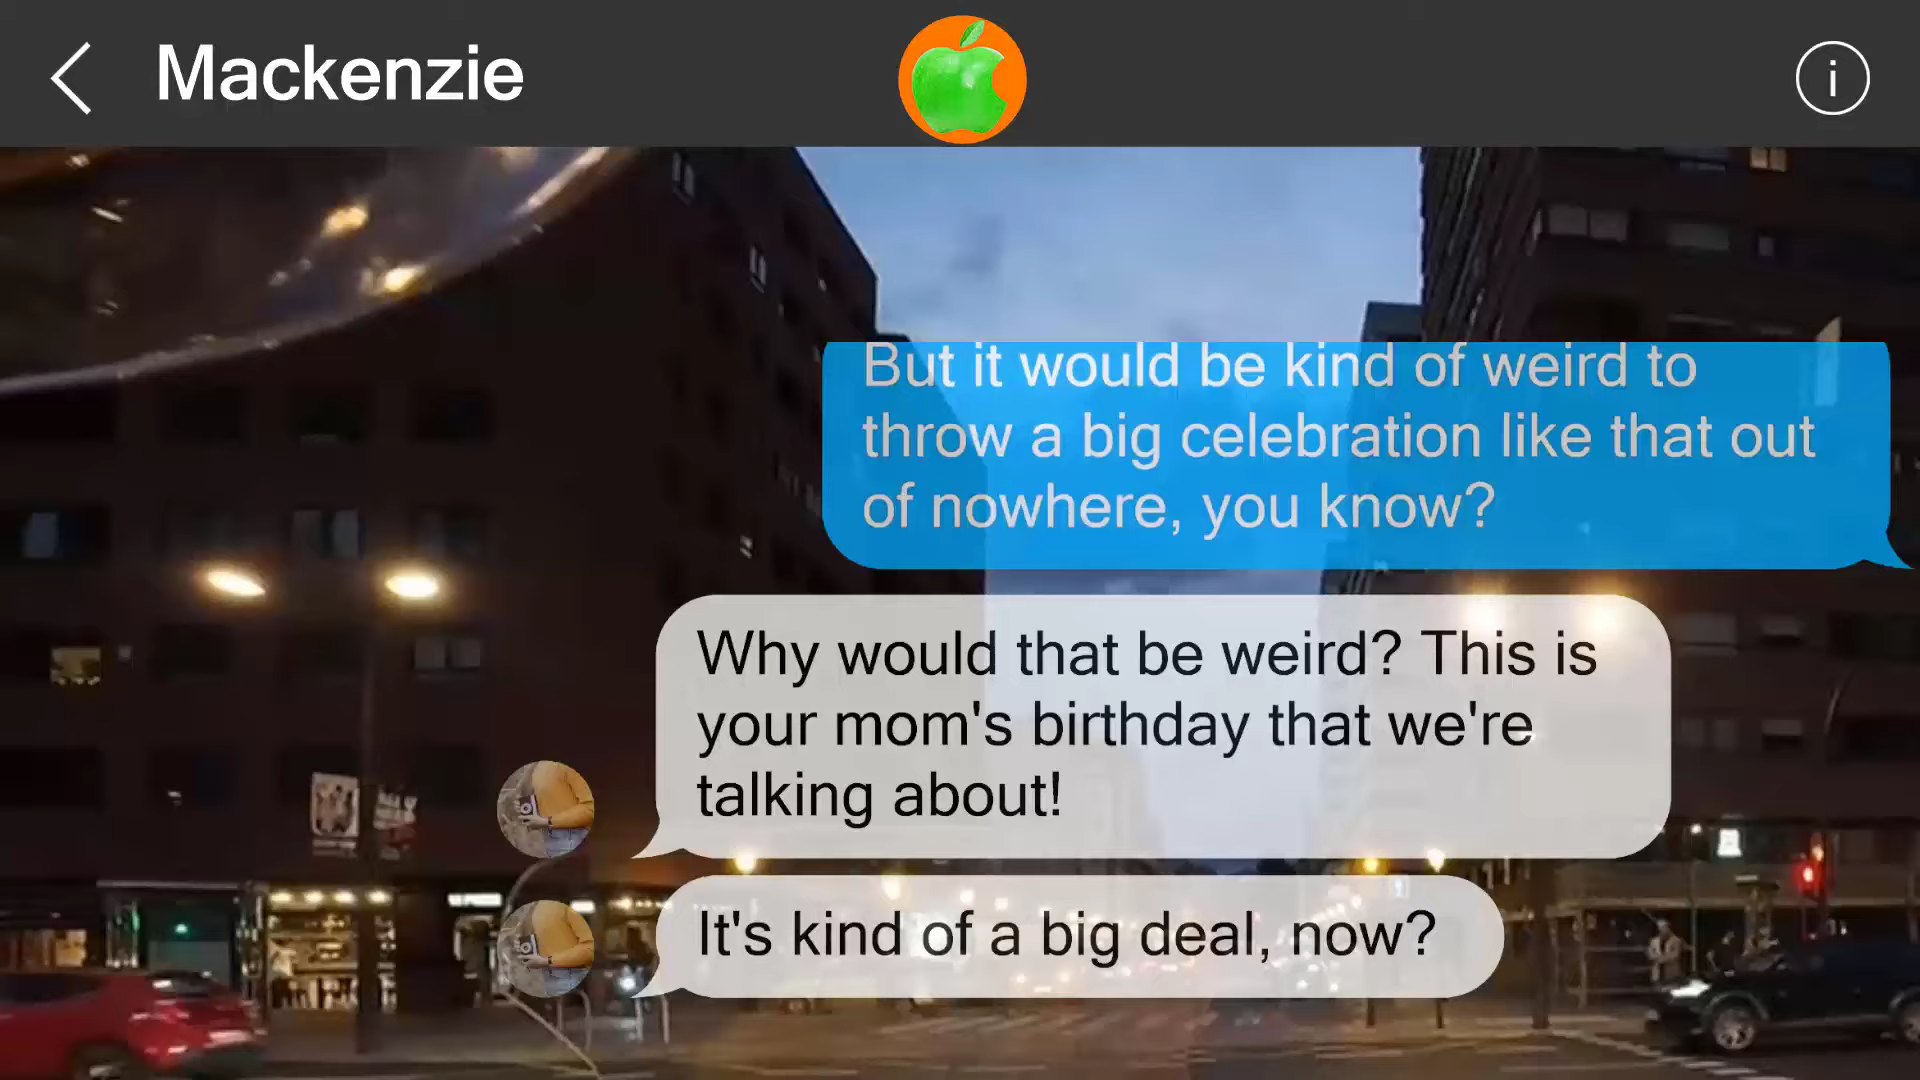 Mackenzie
But it would be kind of weird to
throw a big celebration like that out
of nowhere, you know?
Why would that be weird? This is
your mom's birthday that we're
talking about!
It's kind of a big deal, now?